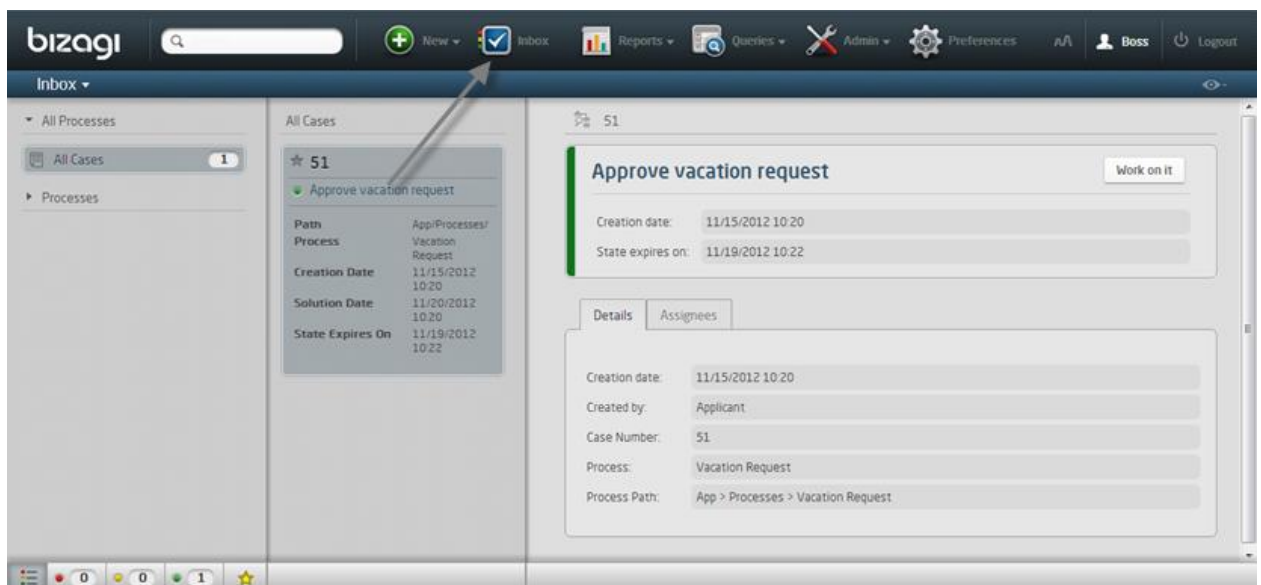 bizagi
New Inbox Reports Queries Admin Preferences AA Boss Logout
Inbox
All Processes
All Cases 1
Processes
All Cases
51
Approve vacation request
Path App/Processes/
Process Vacation
Request
Creation Date 11/15/2012
10:20
Solution Date 11/20/2012
10:20
State Expires On 11/19/2012
10:22
51
Approve vacation request Work on it
Creation date: 11/15/2012 10:20
State expires on: 11/19/2012 10:22
Details Assignees
Creation date: 11/15/2012 10:20
Created by: Applicant
Case Number: 51
Process: Vacation Request
Process Path: App > Processes > Vacation Request
0 0 1